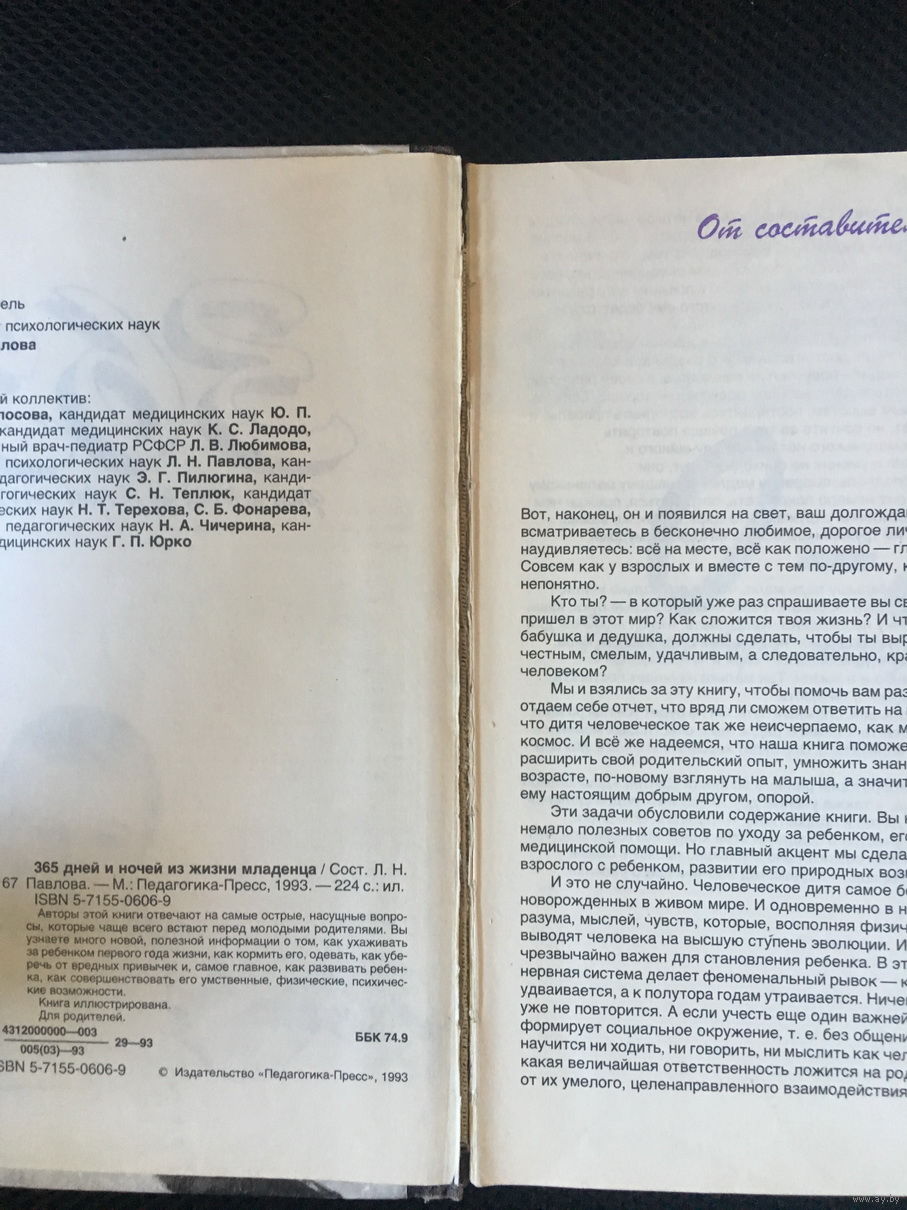 ель
психологических наук
лова
й коллектив:
лосова, кандидат медицинских наук Ю. П.
кандидат медицинских наук К. С. Ладодо,
ный врач-педиатр РСФСР Л. В. Любимова,
психологических наук Л. Н. Павлова, кан-
дагогических наук Э. Г. Пилюгина, канди-
гогических наук С. Н. Теплюк, кандидат
еских наук Н. Т. Терехова, С. Б. Фонарева,
педагогических наук Н. А. Чичерина, кан-
дицинских наук Г. П. Юрко
365 дней и ночей из жизни младенца / Сост. Л. Н.
67 Павлова. — М.: Педагогика-Пресс, 1993. — 224 с.: ил.
ISBN 5-7155-0606-9
Авторы этой книги отвечают на самые острые, насущные вопро-
сы, которые чаще всего встают перед молодыми родителями. Вы
узнаете много новой, полезной информации о том, как ухаживать
за ребенком первого года жизни, как кормить его, одевать, как убе-
речь от вредных привычек и, самое главное, как развивать ребен-
ка, как совершенствовать его умственные, физические, психичес-
кие возможности.
Книга иллюстрирована.
Для родителей.
4312000000—003
005(03)—93
29—93
ББК 74.9
SBN 5-7155-0606-9
© Издательство «Педагогика-Пресс», 1993
От составител
Вот, наконец, он и появился на свет, ваш долгожда
всматриваетесь в бесконечно любимое, дорогое лич
наудивляетесь: всё на месте, всё как положено — гл
Совсем как у взрослых и вместе с тем по-другому, н
непонятно.
Кто ты? — в который уже раз спрашиваете вы св
пришел в этот мир? Как сложится твоя жизнь? И чт
бабушка и дедушка, должны сделать, чтобы ты выр
честным, смелым, удачливым, а следовательно, кра
человеком?
Мы и взялись за эту книгу, чтобы помочь вам раз
отдаем себе отчет, что вряд ли сможем ответить на
что дитя человеческое так же неисчерпаемо, как м
космос. И всё же надеемся, что наша книга поможе
расширить свой родительский опыт, умножить знан
возрасте, по-новому взглянуть на малыша, а значит
ему настоящим добрым другом, опорой.
Эти задачи обусловили содержание книги. Вы н
немало полезных советов по уходу за ребенком, ег
медицинской помощи. Но главный акцент мы сдела
взрослого с ребенком, развитии его природных воз
И это не случайно. Человеческое дитя самое бе
новорожденных в живом мире. И одновременно в н
разума, мыслей, чувств, которые, восполняя физич
выводят человека на высшую ступень эволюции. И
чрезвычайно важен для становления ребенка. В эт
нервная система делает феноменальный рывок — к
удваивается, а к полутора годам утраивается. Ничег
уже не повторится. А если учесть еще один важней
формирует социальное окружение, т. е. без общени
научится ни ходить, ни говорить, ни мыслить как чел
какая величайшая ответственность ложится на род
от их умелого, целенаправленного взаимодействия
www.ay.by